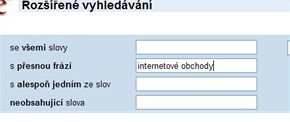 Rozšířené vyhledávání
se všemi slovy
s přesnou frází internetové obchody
s alespoň jedním ze slov
neobsahující slova